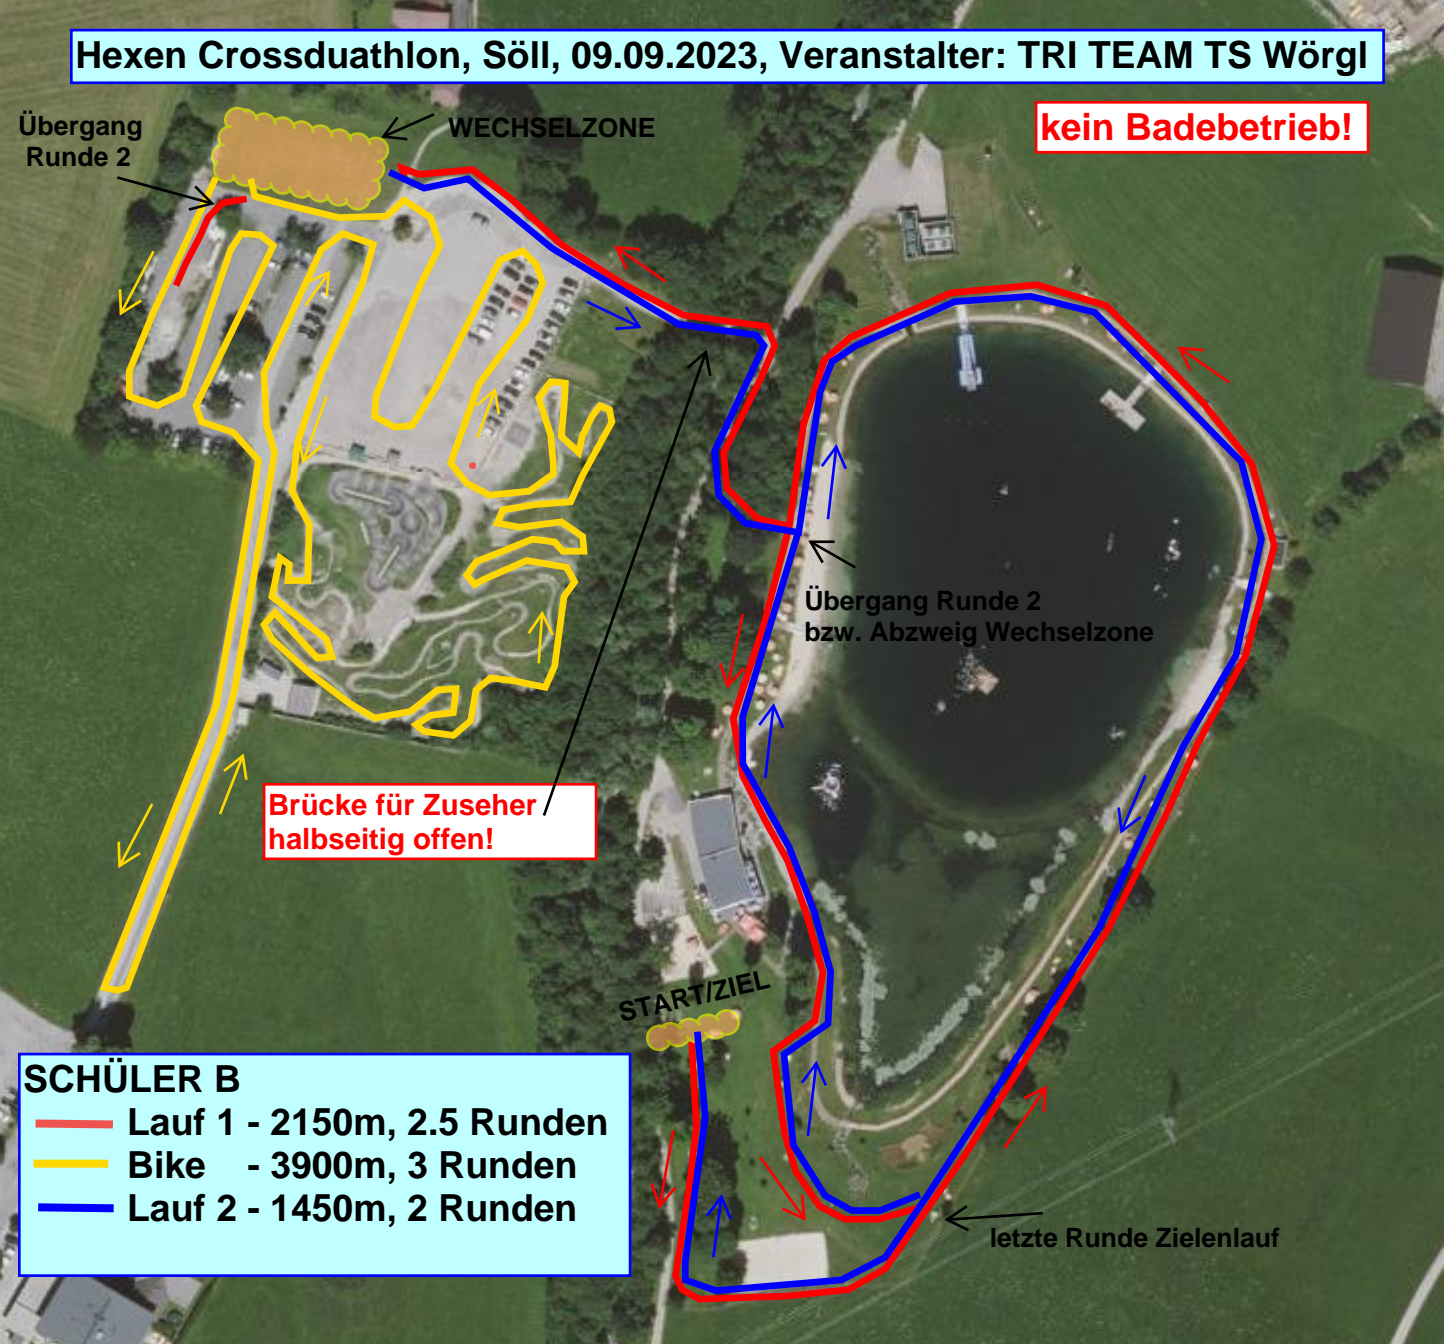 Hexen Crossduathlon, Söll, 09.09.2023, Veranstalter: TRI TEAM TS Wörgl
kein Badebetrieb!
Übergang
Runde 2
WECHSELZONE
Übergang Runde 2
bzw. Abzweig Wechselzone
Brücke für Zuseher
halbseitig offen!
START/ZIEL
SCHÜLER B
Lauf 1 - 2150m, 2.5 Runden
Bike - 3900m, 3 Runden
Lauf 2 - 1450m, 2 Runden
letzte Runde Zielenlauf